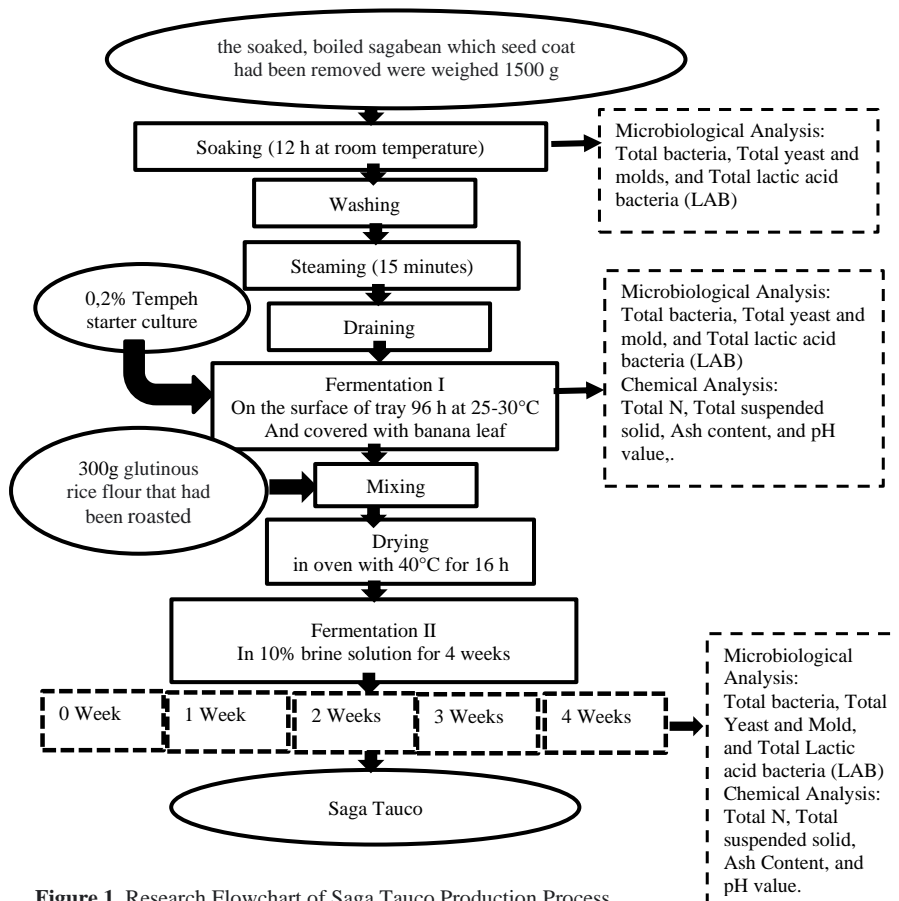 the soaked, boiled sagabean which seed coat
had been removed were weighed 1500 g
Soaking (12 h at room temperature)
Microbiological Analysis:
Total bacteria, Total yeast and
molds, and Total lactic acid
bacteria (LAB)
Washing
Steaming (15 minutes)
0,2% Tempeh
starter culture
Draining
Fermentation I
On the surface of tray 96 h at 25-30°C
And covered with banana leaf
Microbiological Analysis:
Total bacteria, Total yeast and
mold, and Total lactic acid
bacteria (LAB)
Chemical Analysis:
Total N, Total suspended
solid, Ash content, and pH
value,.
300g glutinous
rice flour that had
been roasted
Mixing
Drying
in oven with 40°C for 16 h
Fermentation II
In 10% brine solution for 4 weeks
0 Week
1 Week
2 Weeks
3 Weeks
4 Weeks
Microbiological
Analysis:
Total bacteria, Total
Yeast and Mold,
and Total Lactic
acid bacteria (LAB)
Chemical Analysis:
Total N, Total
suspended solid,
Ash Content, and
pH value.
Saga Tauco
Figure 1. Research Flowchart of Saga Tauco Production Process